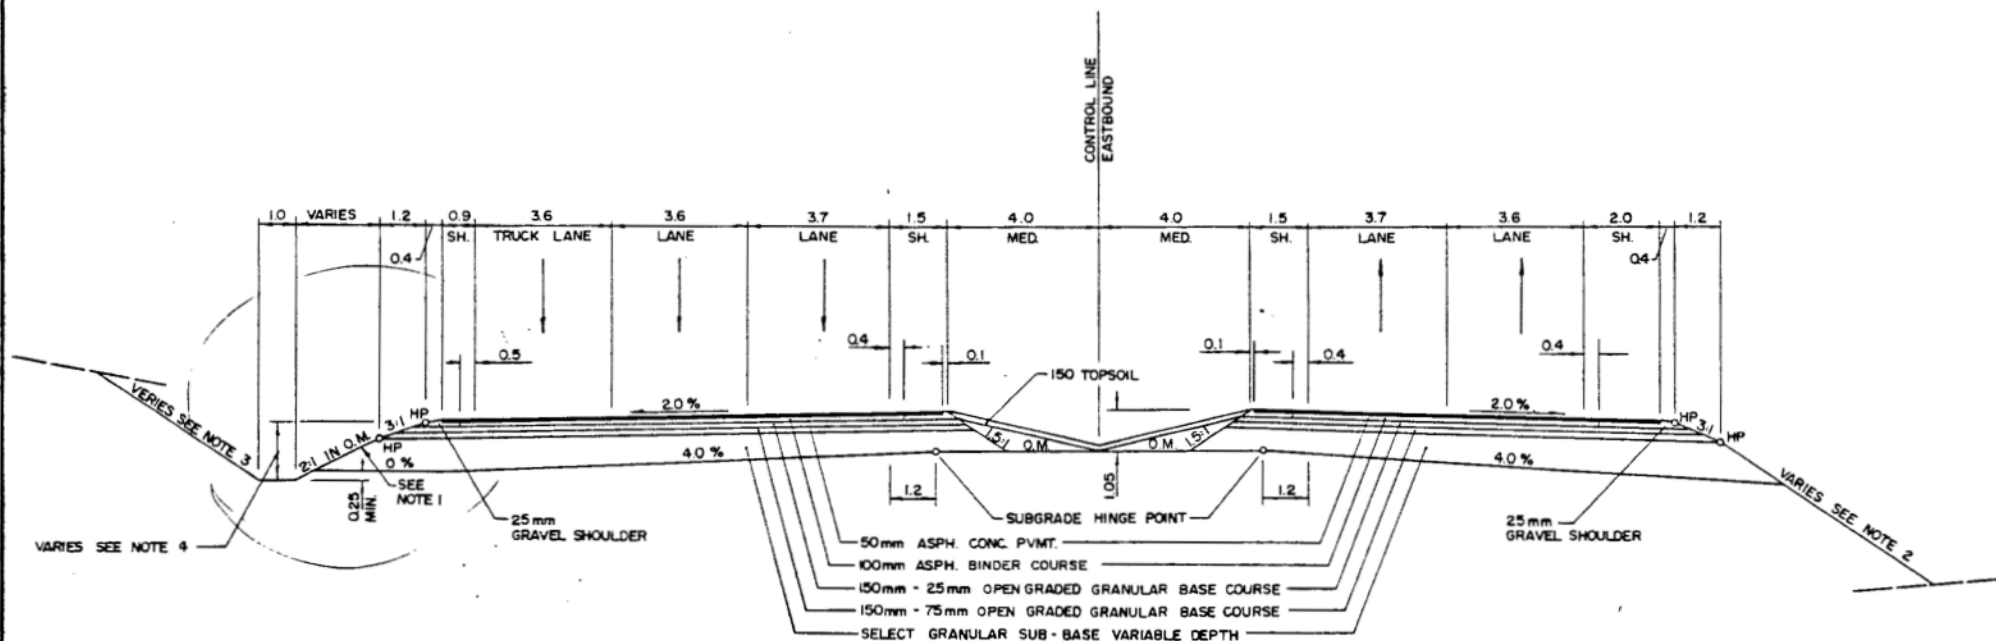 CONTROL LINE
EASTBOUND
1.0 VARIES 1.2 0.9 3.6 3.6 3.7 1.5 4.0 4.0 1.5 3.7 3.6 2.0 1.2
SH. TRUCK LANE LANE LANE SH. MED. MED. SH. LANE LANE SH.
0.4 0.4
0.5 0.4 0.1 0.1 0.4 0.4
150 TOPSOIL
2.0 % 2.0 %
VERIES SEE NOTE 3
2:1 IN O.M. 3:1 HP
HP
0 % 4.0 % 1.5:1 O.M. O.M. 1.5:1 4.0 %
HP 3:1 HP
SEE
NOTE 1
0.25
MIN.
1.2 1.05 1.2
VARIES SEE NOTE 2
SUBGRADE HINGE POINT
25mm
GRAVEL SHOULDER
25mm
GRAVEL SHOULDER
VARIES SEE NOTE 4
50mm ASPH. CONC. PVMT.
100mm ASPH. BINDER COURSE
150mm - 25mm OPEN GRADED GRANULAR BASE COURSE
150mm - 75mm OPEN GRADED GRANULAR BASE COURSE
SELECT GRANULAR SUB-BASE VARIABLE DEPTH